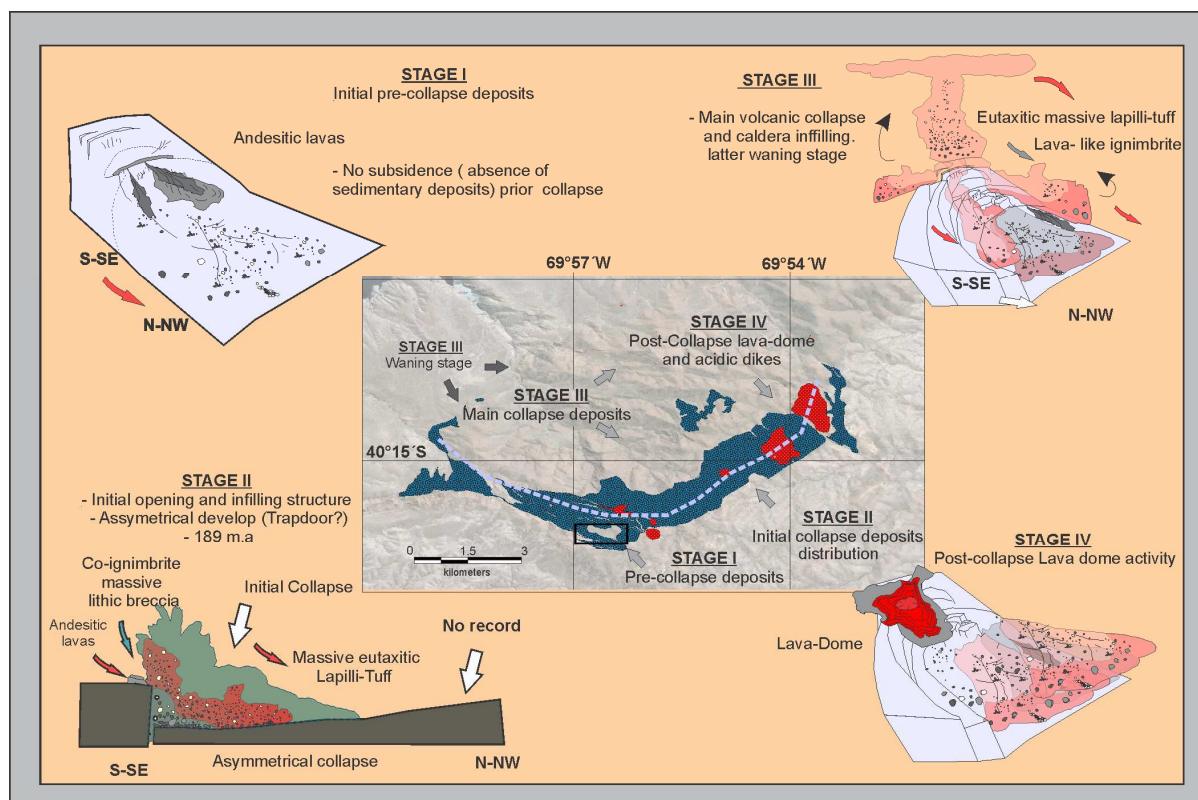 STAGE I
Initial pre-collapse deposits
Andesitic lavas
- No subsidence ( absence of
sedimentary deposits) prior collapse
S-SE
N-NW
STAGE III
- Main volcanic collapse
and caldera inffilling.
latter waning stage
Eutaxitic massive lapilli-tuff
Lava- like ignimbrite
S-SE
N-NW
69°57´W
69°54´W
40°15´S
STAGE III
Waning stage
STAGE III
Main collapse deposits
STAGE IV
Post-Collapse lava-dome
and acidic dikes
STAGE II
Initial collapse deposits
distribution
STAGE I
Pre-collapse deposits
0 1.5 3
kilometers
STAGE II
- Initial opening and infilling structure
- Assymetrical develop (Trapdoor?)
- 189 m.a
Co-ignimbrite
massive
lithic breccia
Initial Collapse
Andesitic
lavas
No record
Massive eutaxitic
Lapilli-Tuff
Asymmetrical collapse
S-SE
N-NW
STAGE IV
Post-collapse Lava dome activity
Lava-Dome